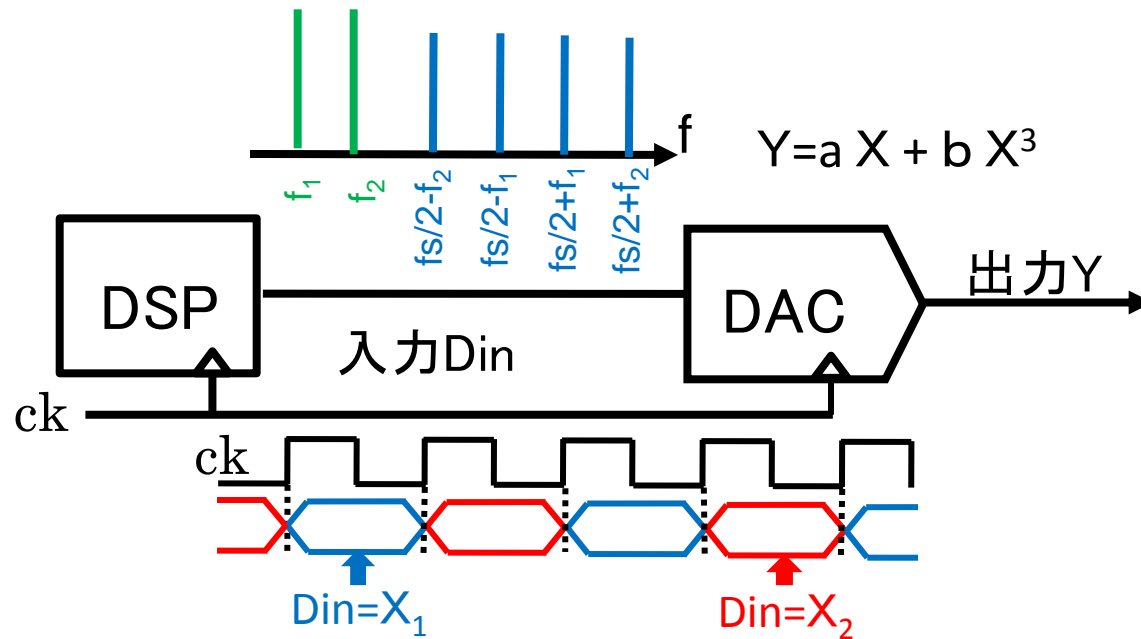 f
Y=a X + b X³
f₁
f₂
fs/2-f₂
fs/2-f₁
fs/2+f₁
fs/2+f₂
DSP
入力Din
DAC
出力Y
ck
ck
Din=X₁
Din=X₂